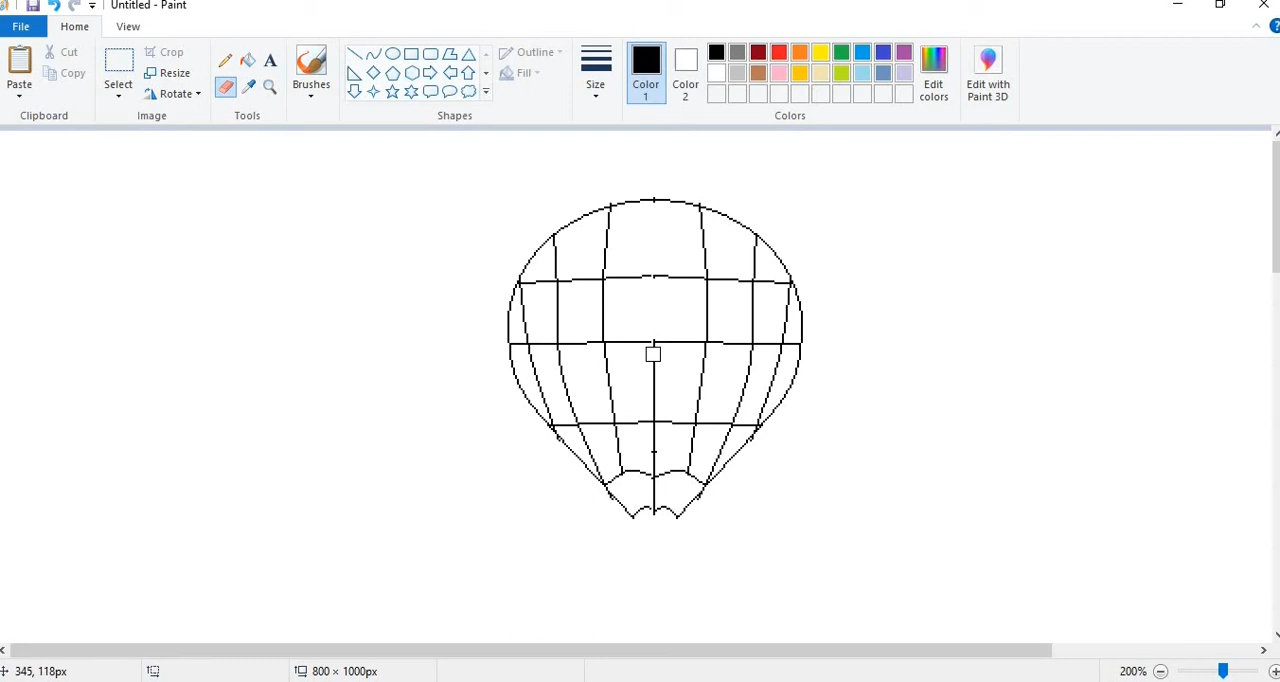 Untitled - Paint
File Home View
Paste
Cut
Copy
Clipboard
Select
Crop
Resize
Rotate
Image
A
Tools
Brushes
Shapes
Outline
Fill
Size
Color 1
Color 2
Edit colors
Colors
Edit with Paint 3D
?
345, 118px
800 × 1000px
200%